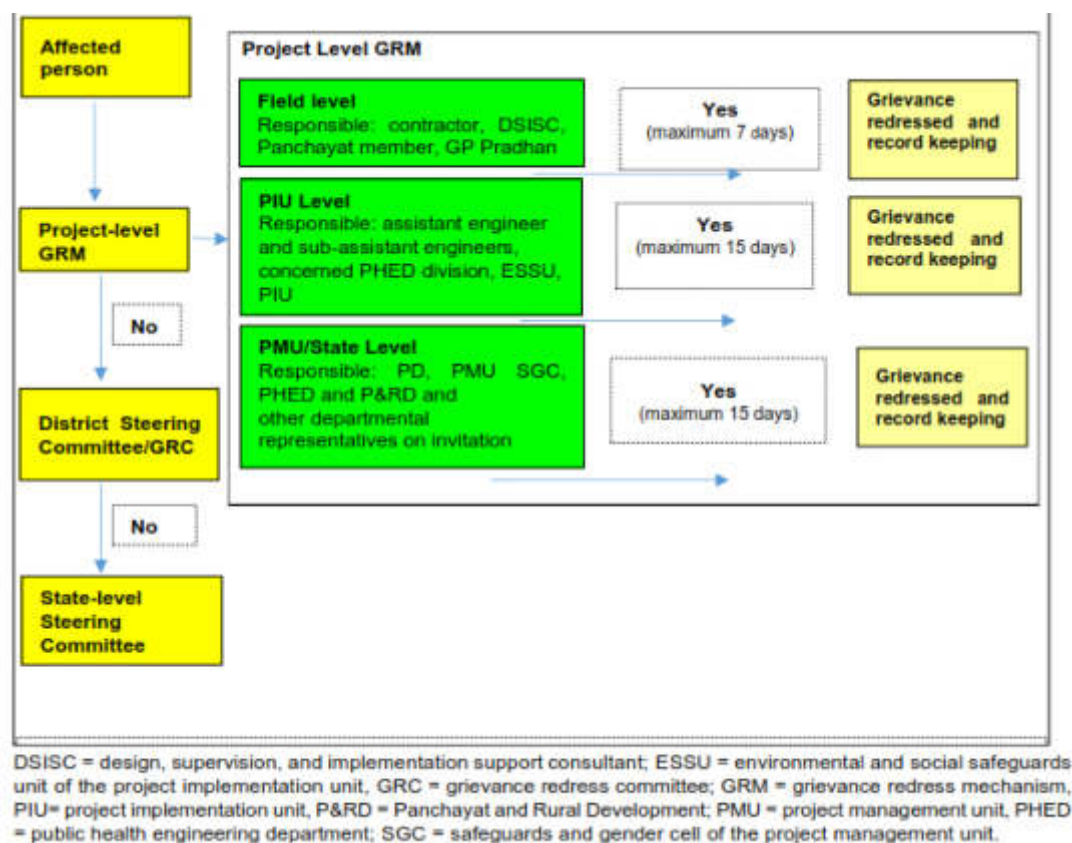 Affected
person
Project-level
GRM
No
District Steering
Committee/GRC
No
State-level
Steering
Committee
Project Level GRM
Field level
Responsible: contractor, DSISC,
Panchayat member, GP Pradhan
Yes
(maximum 7 days)
Grievance
redressed and
record keeping
PIU Level
Responsible: assistant engineer
and sub-assistant engineers,
concerned PHED division, ESSU,
PIU
Yes
(maximum 15 days)
Grievance
redressed and
record keeping
PMU/State Level
Responsible: PD, PMU SGC,
PHED and P&RD and
other departmental
representatives on invitation
Yes
(maximum 15 days)
Grievance
redressed and
record keeping
DSISC = design, supervision, and implementation support consultant; ESSU = environmental and social safeguards
unit of the project implementation unit, GRC = grievance redress committee; GRM = grievance redress mechanism,
PIU= project implementation unit, P&RD = Panchayat and Rural Development; PMU = project management unit, PHED
= public health engineering department; SGC = safeguards and gender cell of the project management unit.